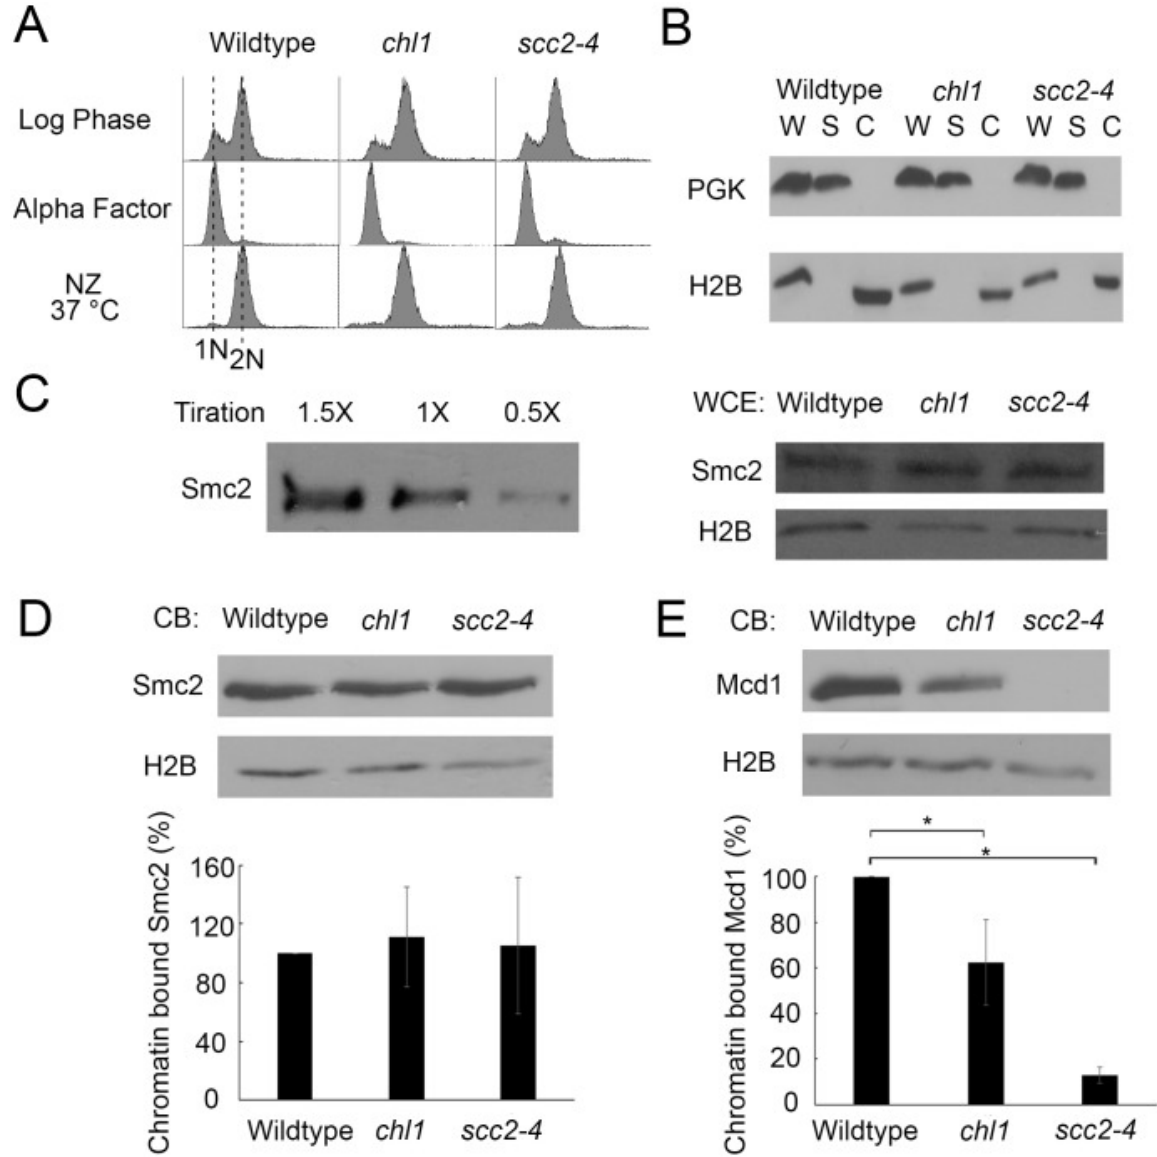 A
Wildtype chl1 scc2-4
Log Phase
Alpha Factor
NZ
37 °C
1N 2N
B
Wildtype chl1 scc2-4
W S C W S C W S C
PGK
H2B
C
Tiration 1.5X 1X 0.5X
Smc2
WCE: Wildtype chl1 scc2-4
Smc2
H2B
D
CB: Wildtype chl1 scc2-4
Smc2
H2B
Chromatin bound Smc2 (%)
160
120
80
40
0
Wildtype chl1 scc2-4
E
CB: Wildtype chl1 scc2-4
Mcd1
H2B
Chromatin bound Mcd1 (%)
*
*
100
80
60
40
20
0
Wildtype chl1 scc2-4